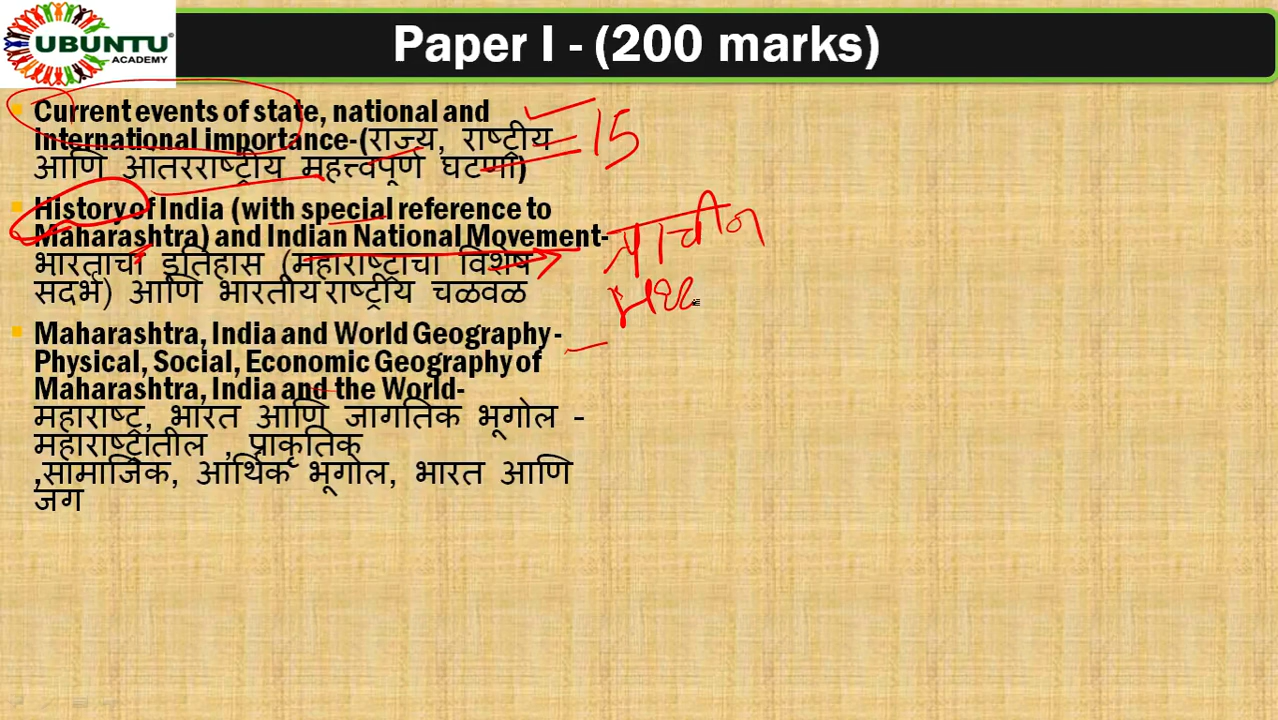 UBUNTU
ACADEMY
Paper I - (200 marks)
Current events of state, national and
international importance-(राज्य, राष्ट्रीय
आणि आतरराष्ट्रीय महत्त्वपूर्ण घटणा)
15
History of India (with special reference to
Maharashtra) and Indian National Movement-
भारताचा इतिहास (महाराष्ट्राचा विशेष
सदर्भ) आणि भारतीय राष्ट्रीय चळवळ
प्राचीन
Maharashtra, India and World Geography-
Physical, Social, Economic Geography of
Maharashtra, India and the World-
महाराष्ट्र, भारत आणि जागतिक भूगोल -
महाराष्ट्रातील , प्राकृतिक
,सामाजिक, आर्थिक भूगोल, भारत आणि
जग